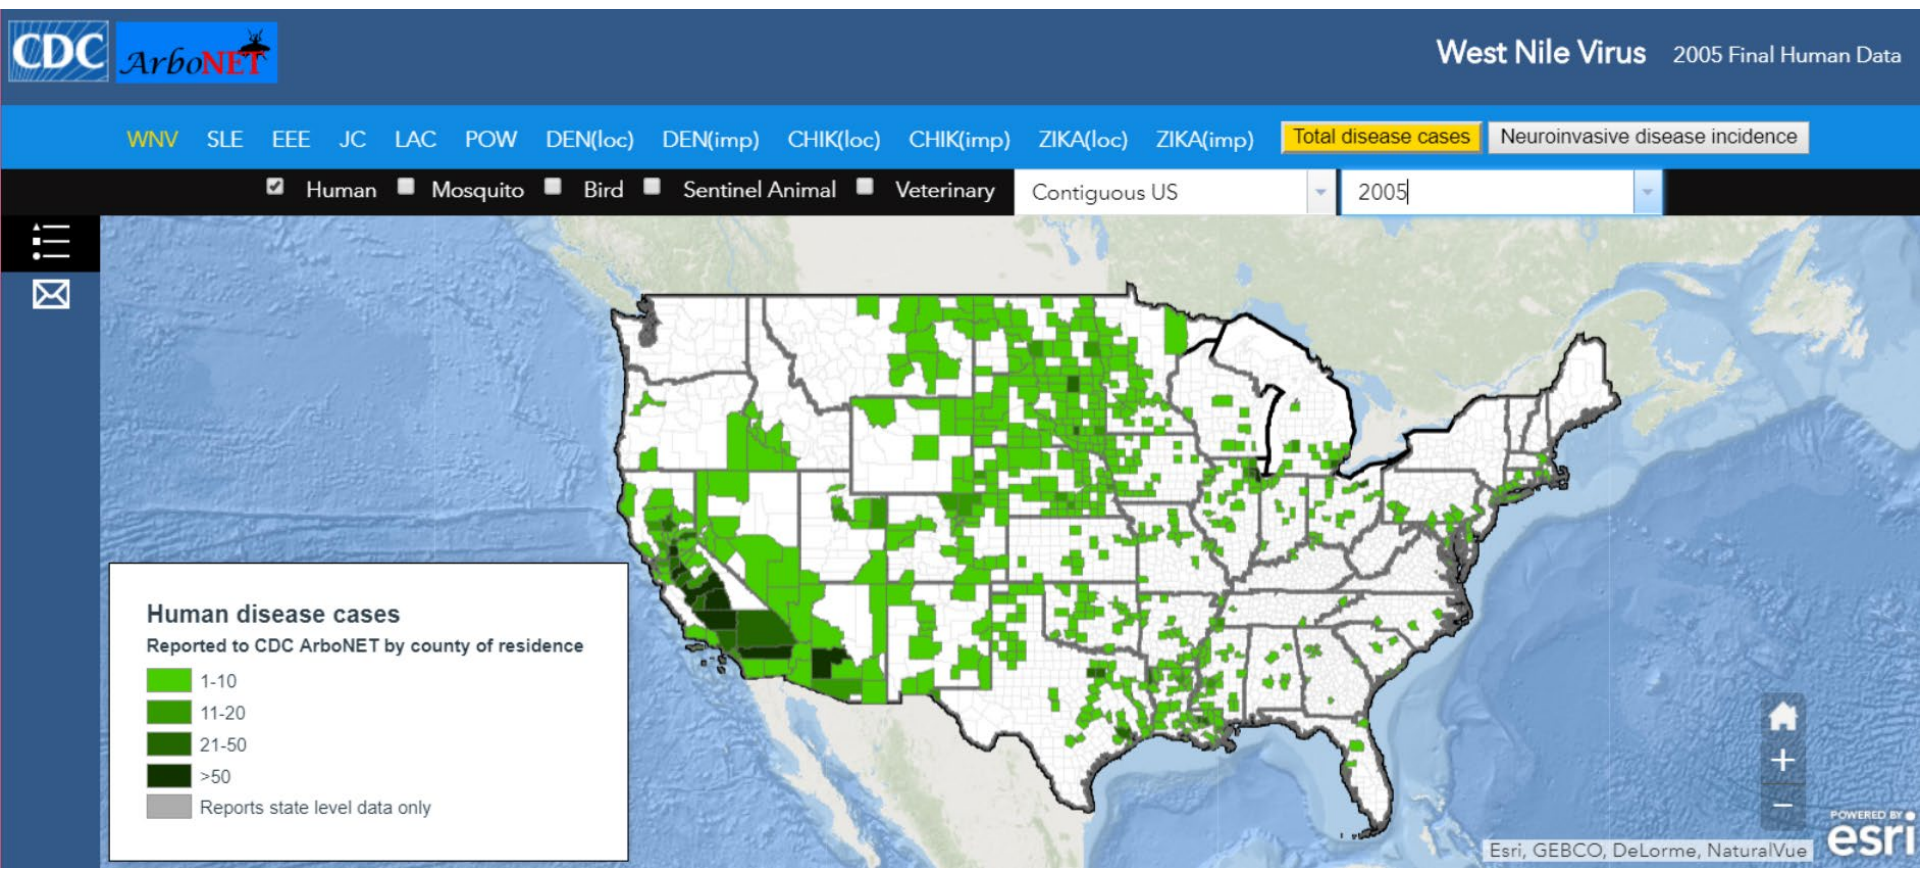 CDC ArboNET
West Nile Virus 2005 Final Human Data
WNV SLE EEE JC LAC POW DEN(loc) DEN(imp) CHIK(loc) CHIK(imp) ZIKA(loc) ZIKA(imp) Total disease cases Neuroinvasive disease incidence
Human Mosquito Bird Sentinel Animal Veterinary Contiguous US 2005
Human disease cases
Reported to CDC ArboNET by county of residence
1-10
11-20
21-50
>50
Reports state level data only
POWERED BY
esri
Esri, GEBCO, DeLorme, NaturalVue